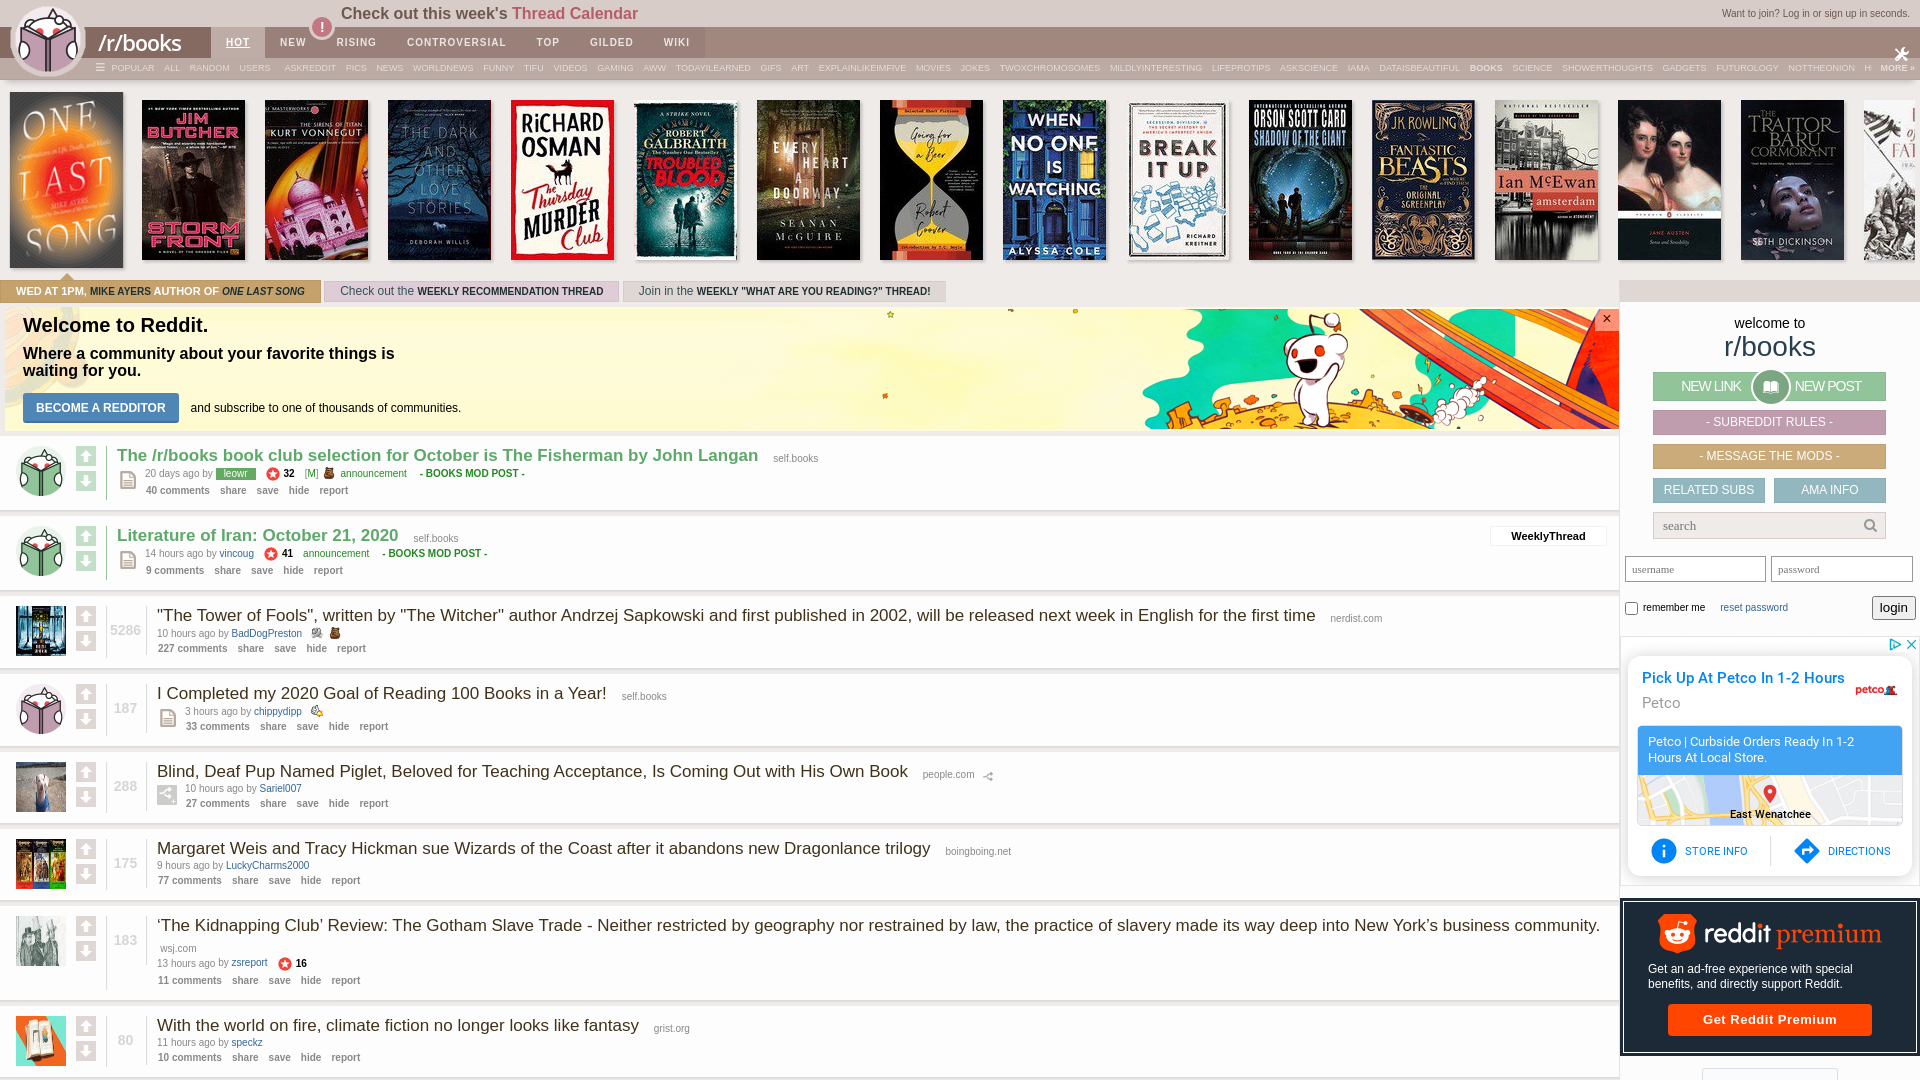 Check out this week's Thread Calendar
Want to join? Log in or sign up in seconds.
/r/books
HOT NEW ! RISING CONTROVERSIAL TOP GILDED WIKI
POPULAR ALL RANDOM USERS ASKREDDIT PICS NEWS WORLDNEWS FUNNY TIFU VIDEOS GAMING AWW TODAYILEARNED GIFS ART EXPLAINLIKEIMFIVE MOVIES JOKES TWOXCHROMOSOMES MILDLYINTERESTING LIFEPROTIPS ASKSCIENCE IAMA DATAISBEAUTIFUL BOOKS SCIENCE SHOWERTHOUGHTS GADGETS FUTUROLOGY NOTTHEONION H MORE »
ONE
LAST
SONG
MIKE AYERS
JIM
BUTCHER
STORM
FRONT
THE SIRENS OF TITAN
KURT VONNEGUT
THE DARK
AND
OTHER
LOVE
STORIES
DEBORAH WILLIS
RICHARD
OSMAN
The
Thursday
MURDER
Club
A STRIKE NOVEL
ROBERT
GALBRAITH
TROUBLED
BLOOD
EVERY
HEART
A
DOORWAY
SEANAN
McGUIRE
Selected Short Fictions
Going for
a Beer
Robert
Coover
WHEN
NO ONE
IS
WATCHING
ALYSSA COLE
BREAK
IT UP
RICHARD
KREITNER
ORSON SCOTT CARD
SHADOW OF THE GIANT
J.K. ROWLING
FANTASTIC
BEASTS
THE
ORIGINAL
SCREENPLAY
NATIONAL BESTSELLER
Ian McEwan
amsterdam
PENGUIN CLASSICS
JANE AUSTEN
Sense and Sensibility
THE
TRAITOR
BARU
CORMORANT
SETH DICKINSON
WED AT 1PM, MIKE AYERS AUTHOR OF ONE LAST SONG
Check out the WEEKLY RECOMMENDATION THREAD
Join in the WEEKLY "WHAT ARE YOU READING?" THREAD!
Welcome to Reddit.
Where a community about your favorite things is
waiting for you.
BECOME A REDDITOR and subscribe to one of thousands of communities.
×
The /r/books book club selection for October is The Fisherman by John Langan self.books
20 days ago by leowr 32 [M] announcement - BOOKS MOD POST -
40 comments share save hide report
Literature of Iran: October 21, 2020 self.books
WeeklyThread
14 hours ago by vincoug 41 announcement - BOOKS MOD POST -
9 comments share save hide report
5286
"The Tower of Fools", written by "The Witcher" author Andrzej Sapkowski and first published in 2002, will be released next week in English for the first time nerdist.com
10 hours ago by BadDogPreston
227 comments share save hide report
187
I Completed my 2020 Goal of Reading 100 Books in a Year! self.books
3 hours ago by chippydipp
33 comments share save hide report
288
Blind, Deaf Pup Named Piglet, Beloved for Teaching Acceptance, Is Coming Out with His Own Book people.com
10 hours ago by Sariel007
27 comments share save hide report
175
Margaret Weis and Tracy Hickman sue Wizards of the Coast after it abandons new Dragonlance trilogy boingboing.net
9 hours ago by LuckyCharms2000
77 comments share save hide report
183
‘The Kidnapping Club’ Review: The Gotham Slave Trade - Neither restricted by geography nor restrained by law, the practice of slavery made its way deep into New York’s business community.
wsj.com
13 hours ago by zsreport 16
11 comments share save hide report
80
With the world on fire, climate fiction no longer looks like fantasy grist.org
11 hours ago by speckz
10 comments share save hide report
welcome to
r/books
NEW LINK NEW POST
- SUBREDDIT RULES -
- MESSAGE THE MODS -
RELATED SUBS AMA INFO
search
username password
remember me reset password login
Pick Up At Petco In 1-2 Hours
petco
Petco
Petco | Curbside Orders Ready In 1-2
Hours At Local Store.
East Wenatchee
STORE INFO DIRECTIONS
reddit premium
Get an ad-free experience with special
benefits, and directly support Reddit.
Get Reddit Premium